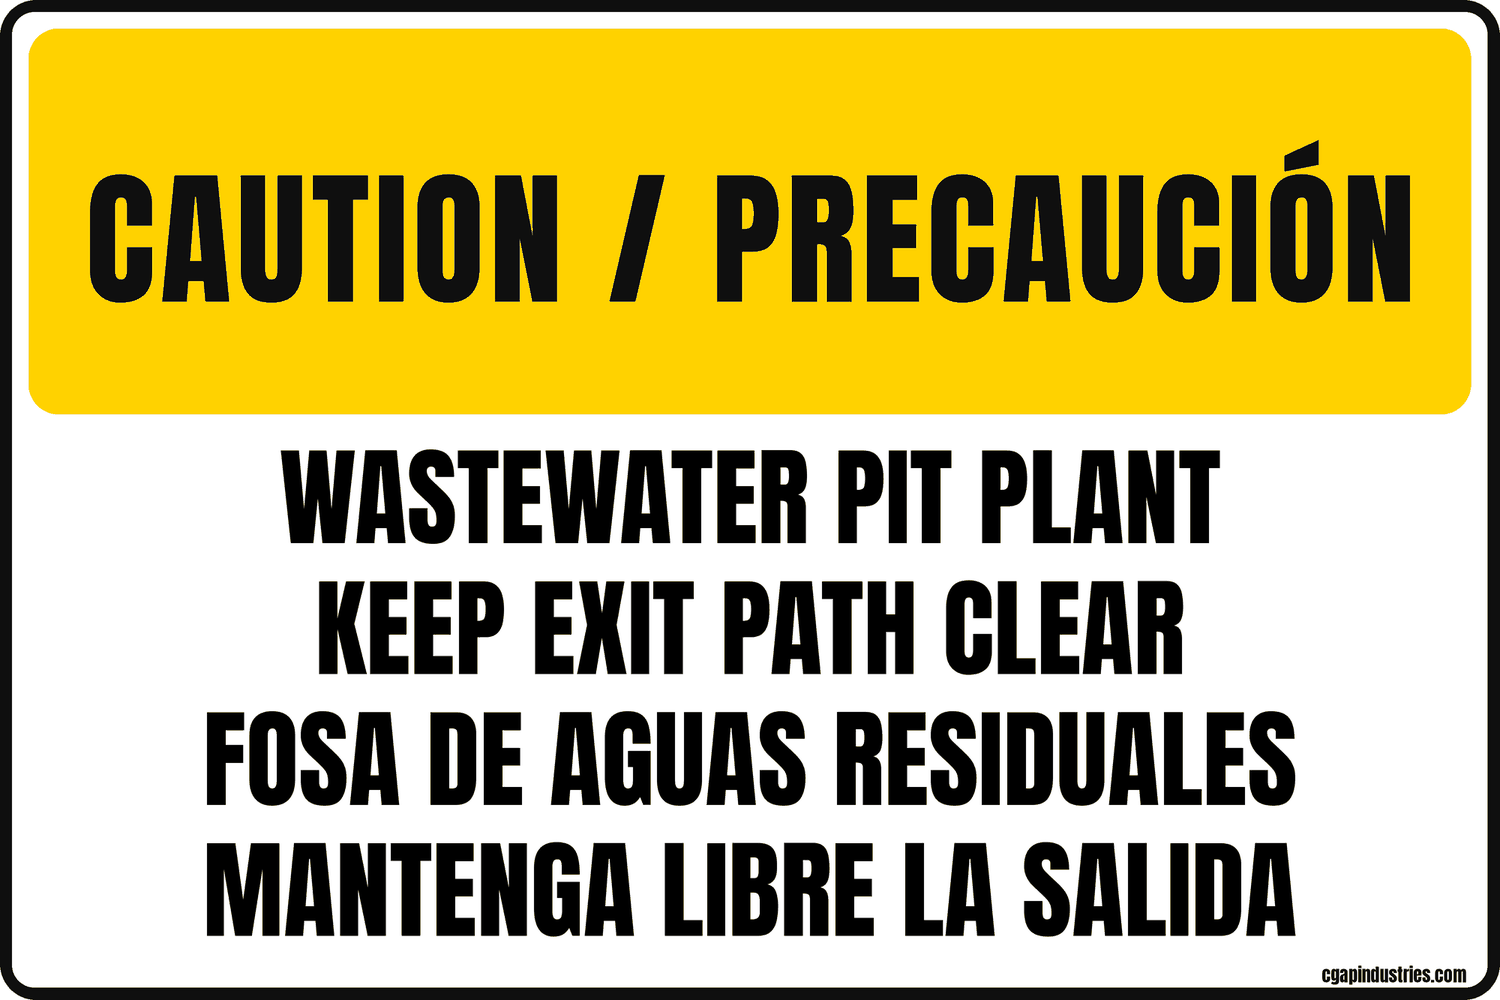 CAUTION / PRECAUCIÓN
WASTEWATER PIT PLANT
KEEP EXIT PATH CLEAR
FOSA DE AGUAS RESIDUALES
MANTENGA LIBRE LA SALIDA
cgapindustries.com